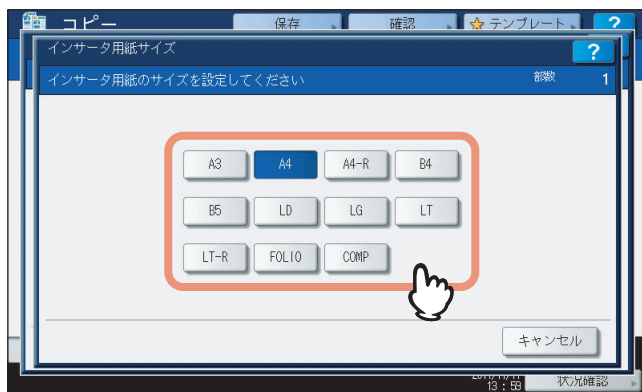 コピー 保存 確認 テンプレート ?
インサータ用紙サイズ ?
インサータ用紙のサイズを設定してください 部数 1
A3 A4 A4-R B4
B5 LD LG LT
LT-R FOLIO COMP
キャンセル
13:59 状況確認